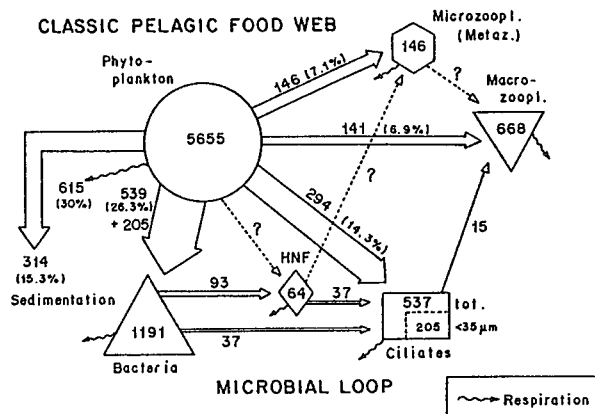 CLASSIC PELAGIC FOOD WEB
Microzoopl.
(Metaz.)
146
Phyto-
plankton
146 (7.1%)
?
Macro-
zoopl.
5655
141 (6.9%)
668
615
(30%)
539
(26.3%)
+ 205
294 (14.3%)
?
?
15
314
(15.3%)
Sedimentation
HNF
93
64
37
537 tot.
205 <35µm
1191
37
Ciliates
Bacteria
MICROBIAL LOOP
Respiration